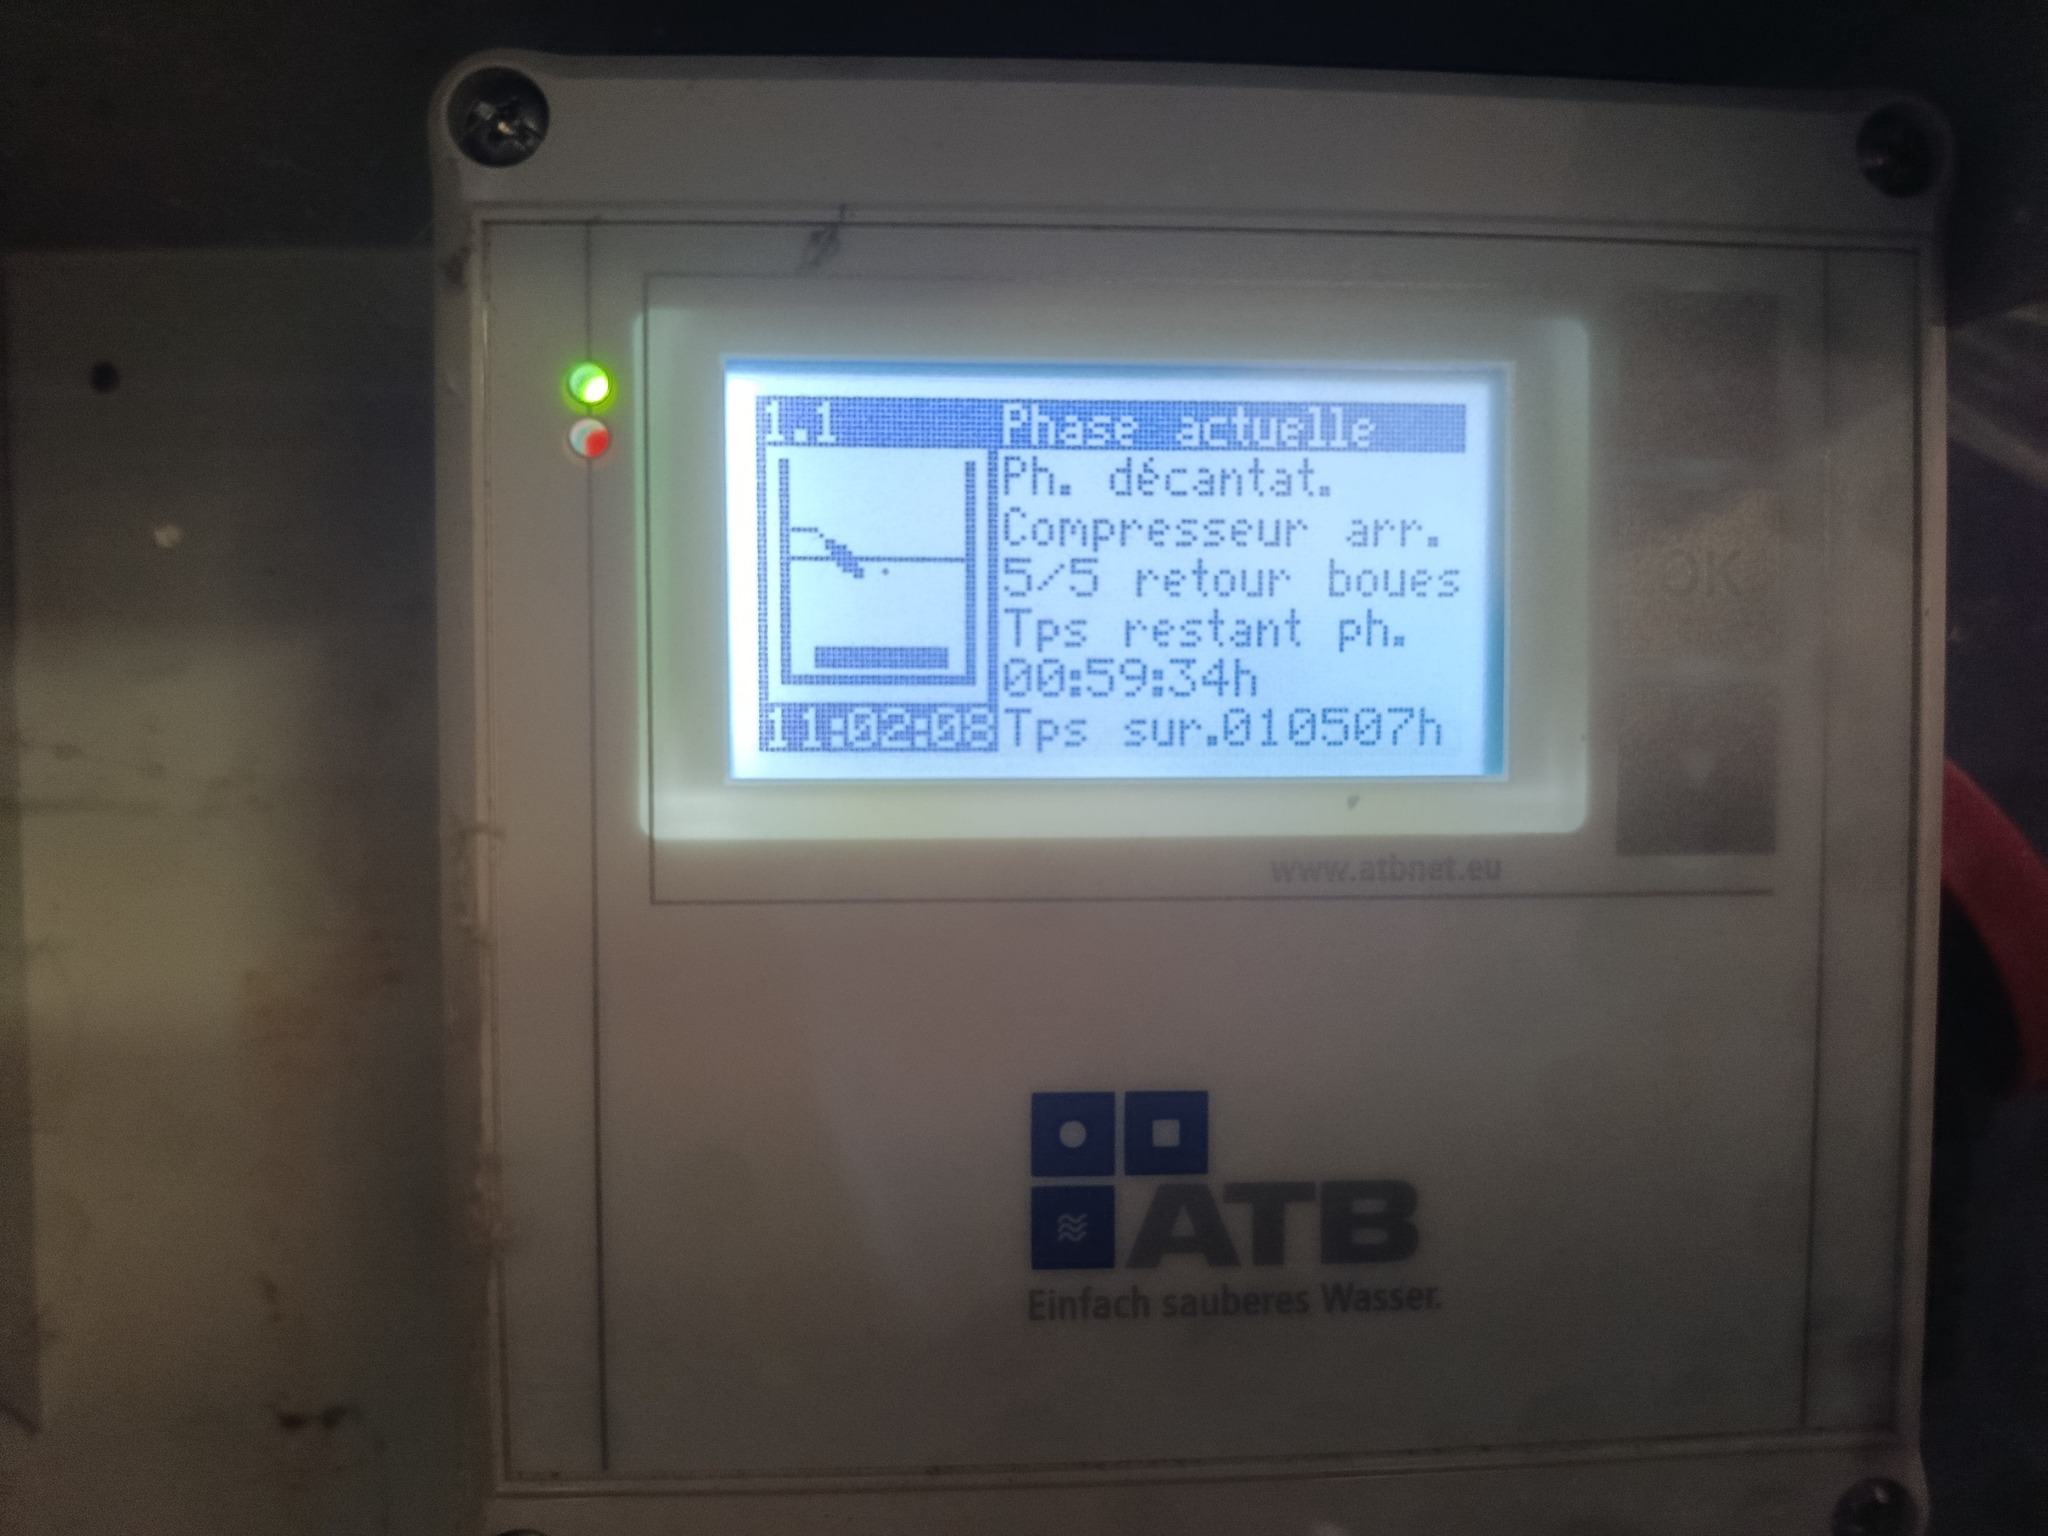 1.1 Phase actuelle
Ph. décantat.
Compresseur arr.
5/5 retour boues
Tps restant ph.
00:59:34h
11:02:08 Tps sur.010507h
OK
www.atbnet.eu
ATB
Einfach sauberes Wasser.